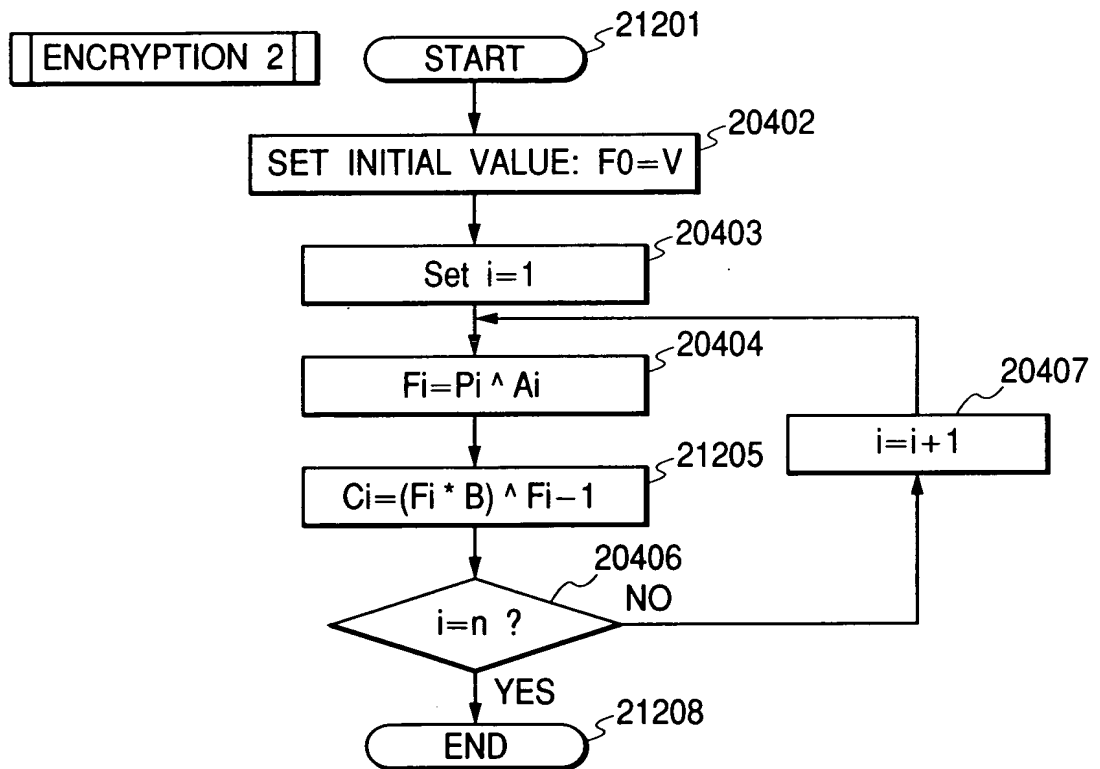 ENCRYPTION 2
START
21201
SET INITIAL VALUE: F0=V
20402
Set i=1
20403
Fi=Pi ^ Ai
20404
i=i+1
20407
Ci=(Fi * B) ^ Fi-1
21205
i=n ?
20406
NO
YES
END
21208